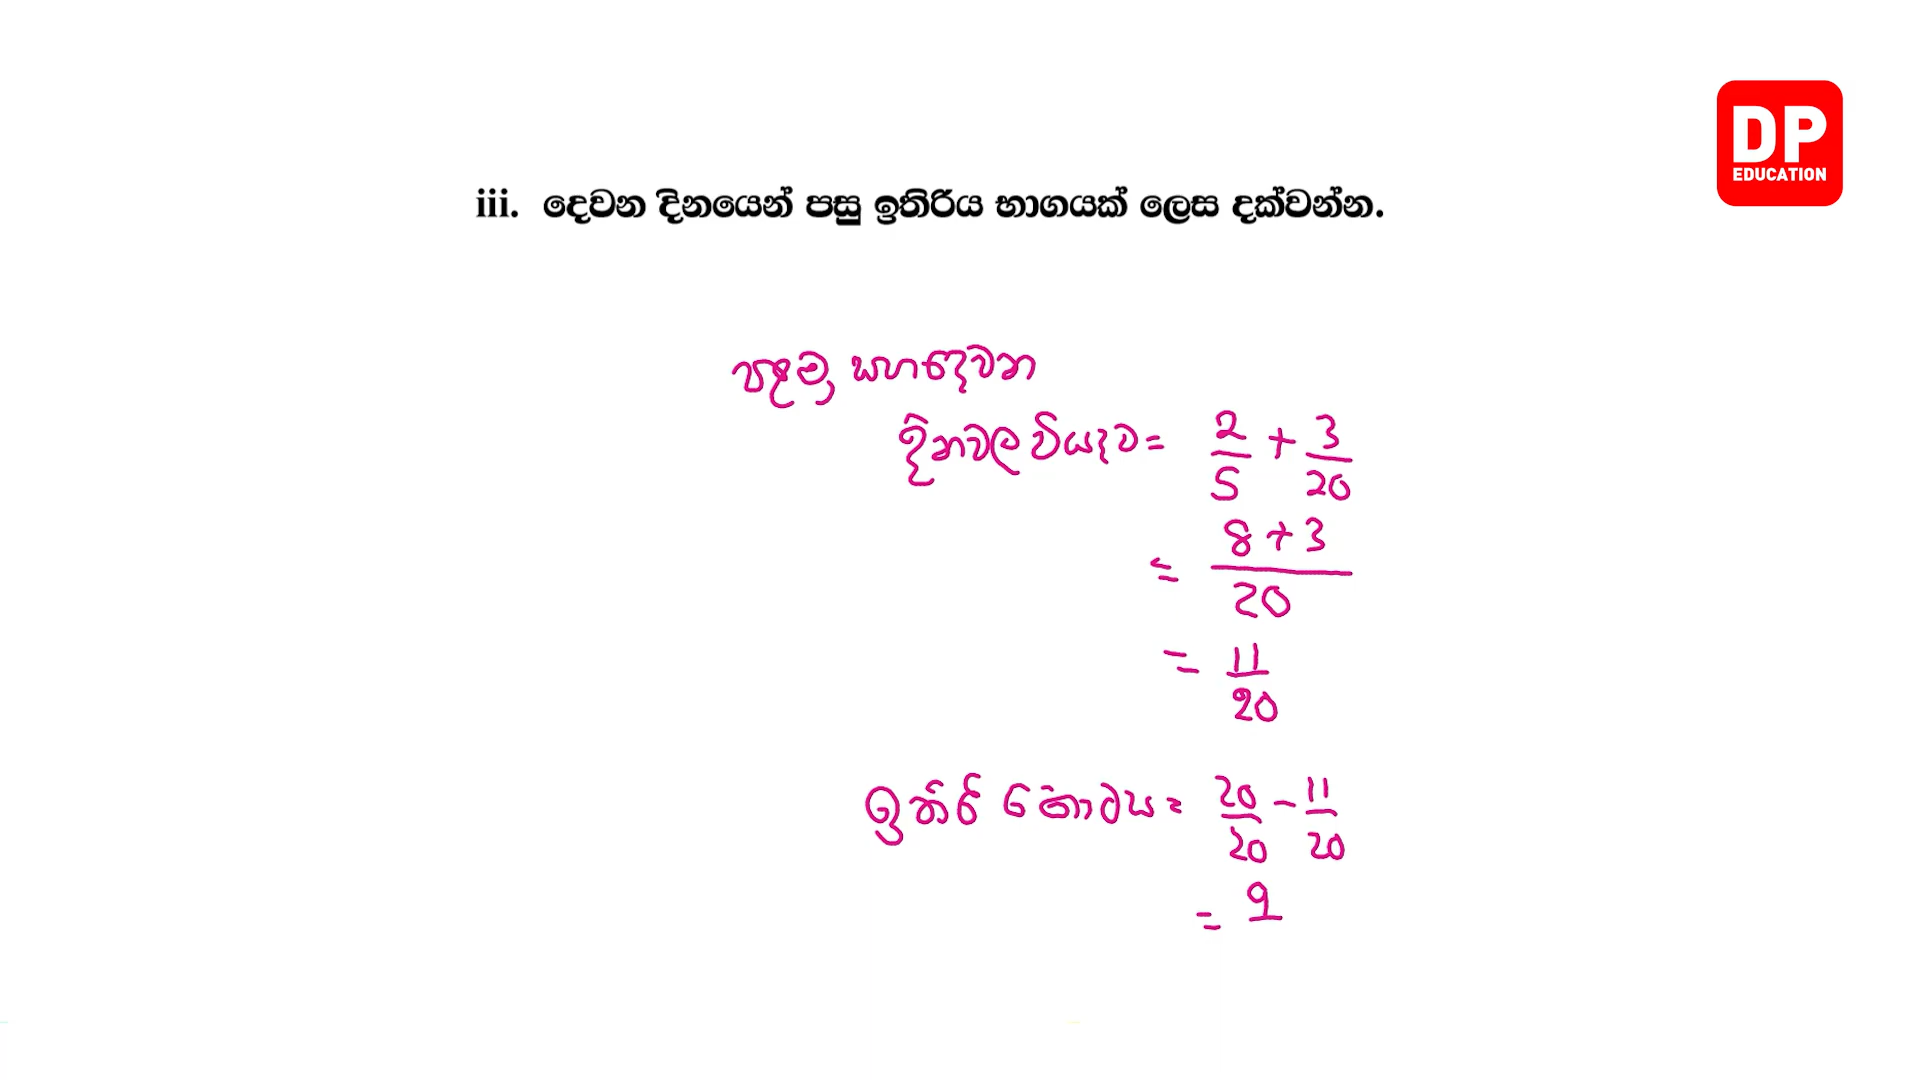 DP
EDUCATION
iii. දෙවන දිනයෙන් පසු ඉතිරිය භාගයක් ලෙස දක්වන්න.
පළමු සහ දෙවන
දිනවල වියදම = 2/5 + 3/20
= (8 + 3)/20
= 11/20
ඉතිරි කොටස = 20/20 - 11/20
= 9